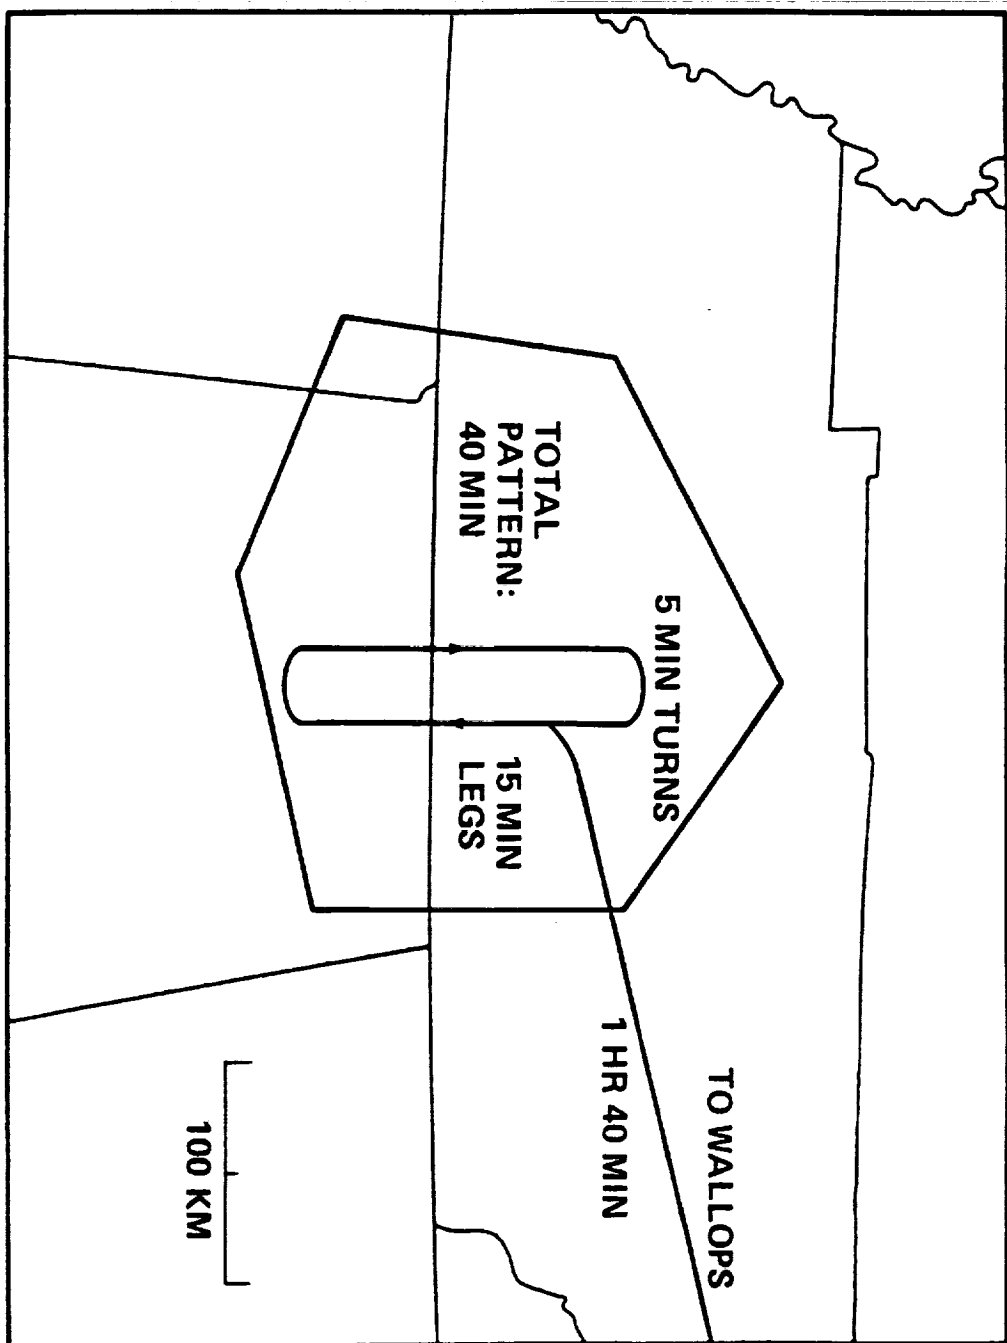 TO WALLOPS
1 HR 40 MIN
5 MIN TURNS
TOTAL
PATTERN:
40 MIN
15 MIN
LEGS
100 KM